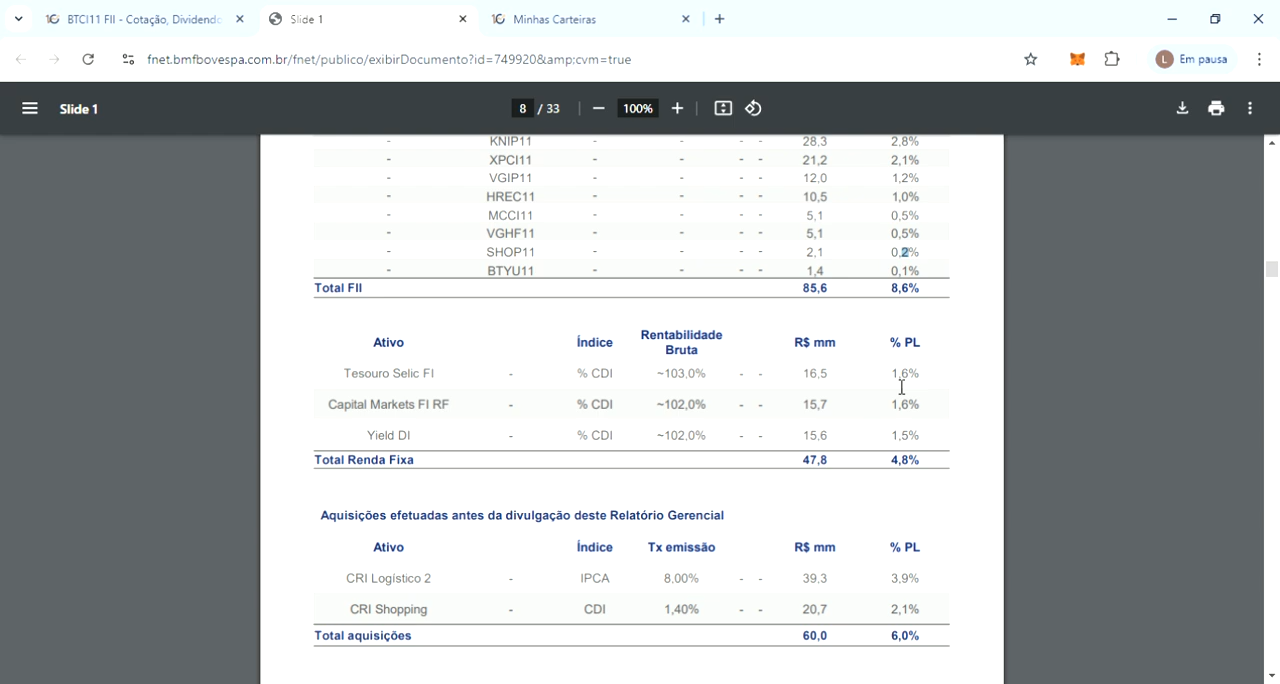 BTCI11 FII - Cotação, Dividendo
Slide 1
Minhas Carteiras
fnet.bmfbovespa.com.br/fnet/publico/exibirDocumento?id=749920&amp;cvm=true
L Em pausa
Slide 1
8 / 33
100%
- KNIP11 - - - - 28,3 2,8%
- XPCI11 - - - - 21,2 2,1%
- VGIP11 - - - - 12,0 1,2%
- HREC11 - - - - 10,5 1,0%
- MCCI11 - - - - 5,1 0,5%
- VGHF11 - - - - 5,1 0,5%
- SHOP11 - - - - 2,1 0,2%
- BTYU11 - - - - 1,4 0,1%
Total FII 85,6 8,6%
Ativo Índice Rentabilidade Bruta R$ mm % PL
Tesouro Selic FI - % CDI ~103,0% - - 16,5 1,6%
Capital Markets FI RF - % CDI ~102,0% - - 15,7 1,6%
Yield DI - % CDI ~102,0% - - 15,6 1,5%
Total Renda Fixa 47,8 4,8%
Aquisições efetuadas antes da divulgação deste Relatório Gerencial
Ativo Índice Tx emissão R$ mm % PL
CRI Logístico 2 - IPCA 8,00% - - 39,3 3,9%
CRI Shopping - CDI 1,40% - - 20,7 2,1%
Total aquisições 60,0 6,0%